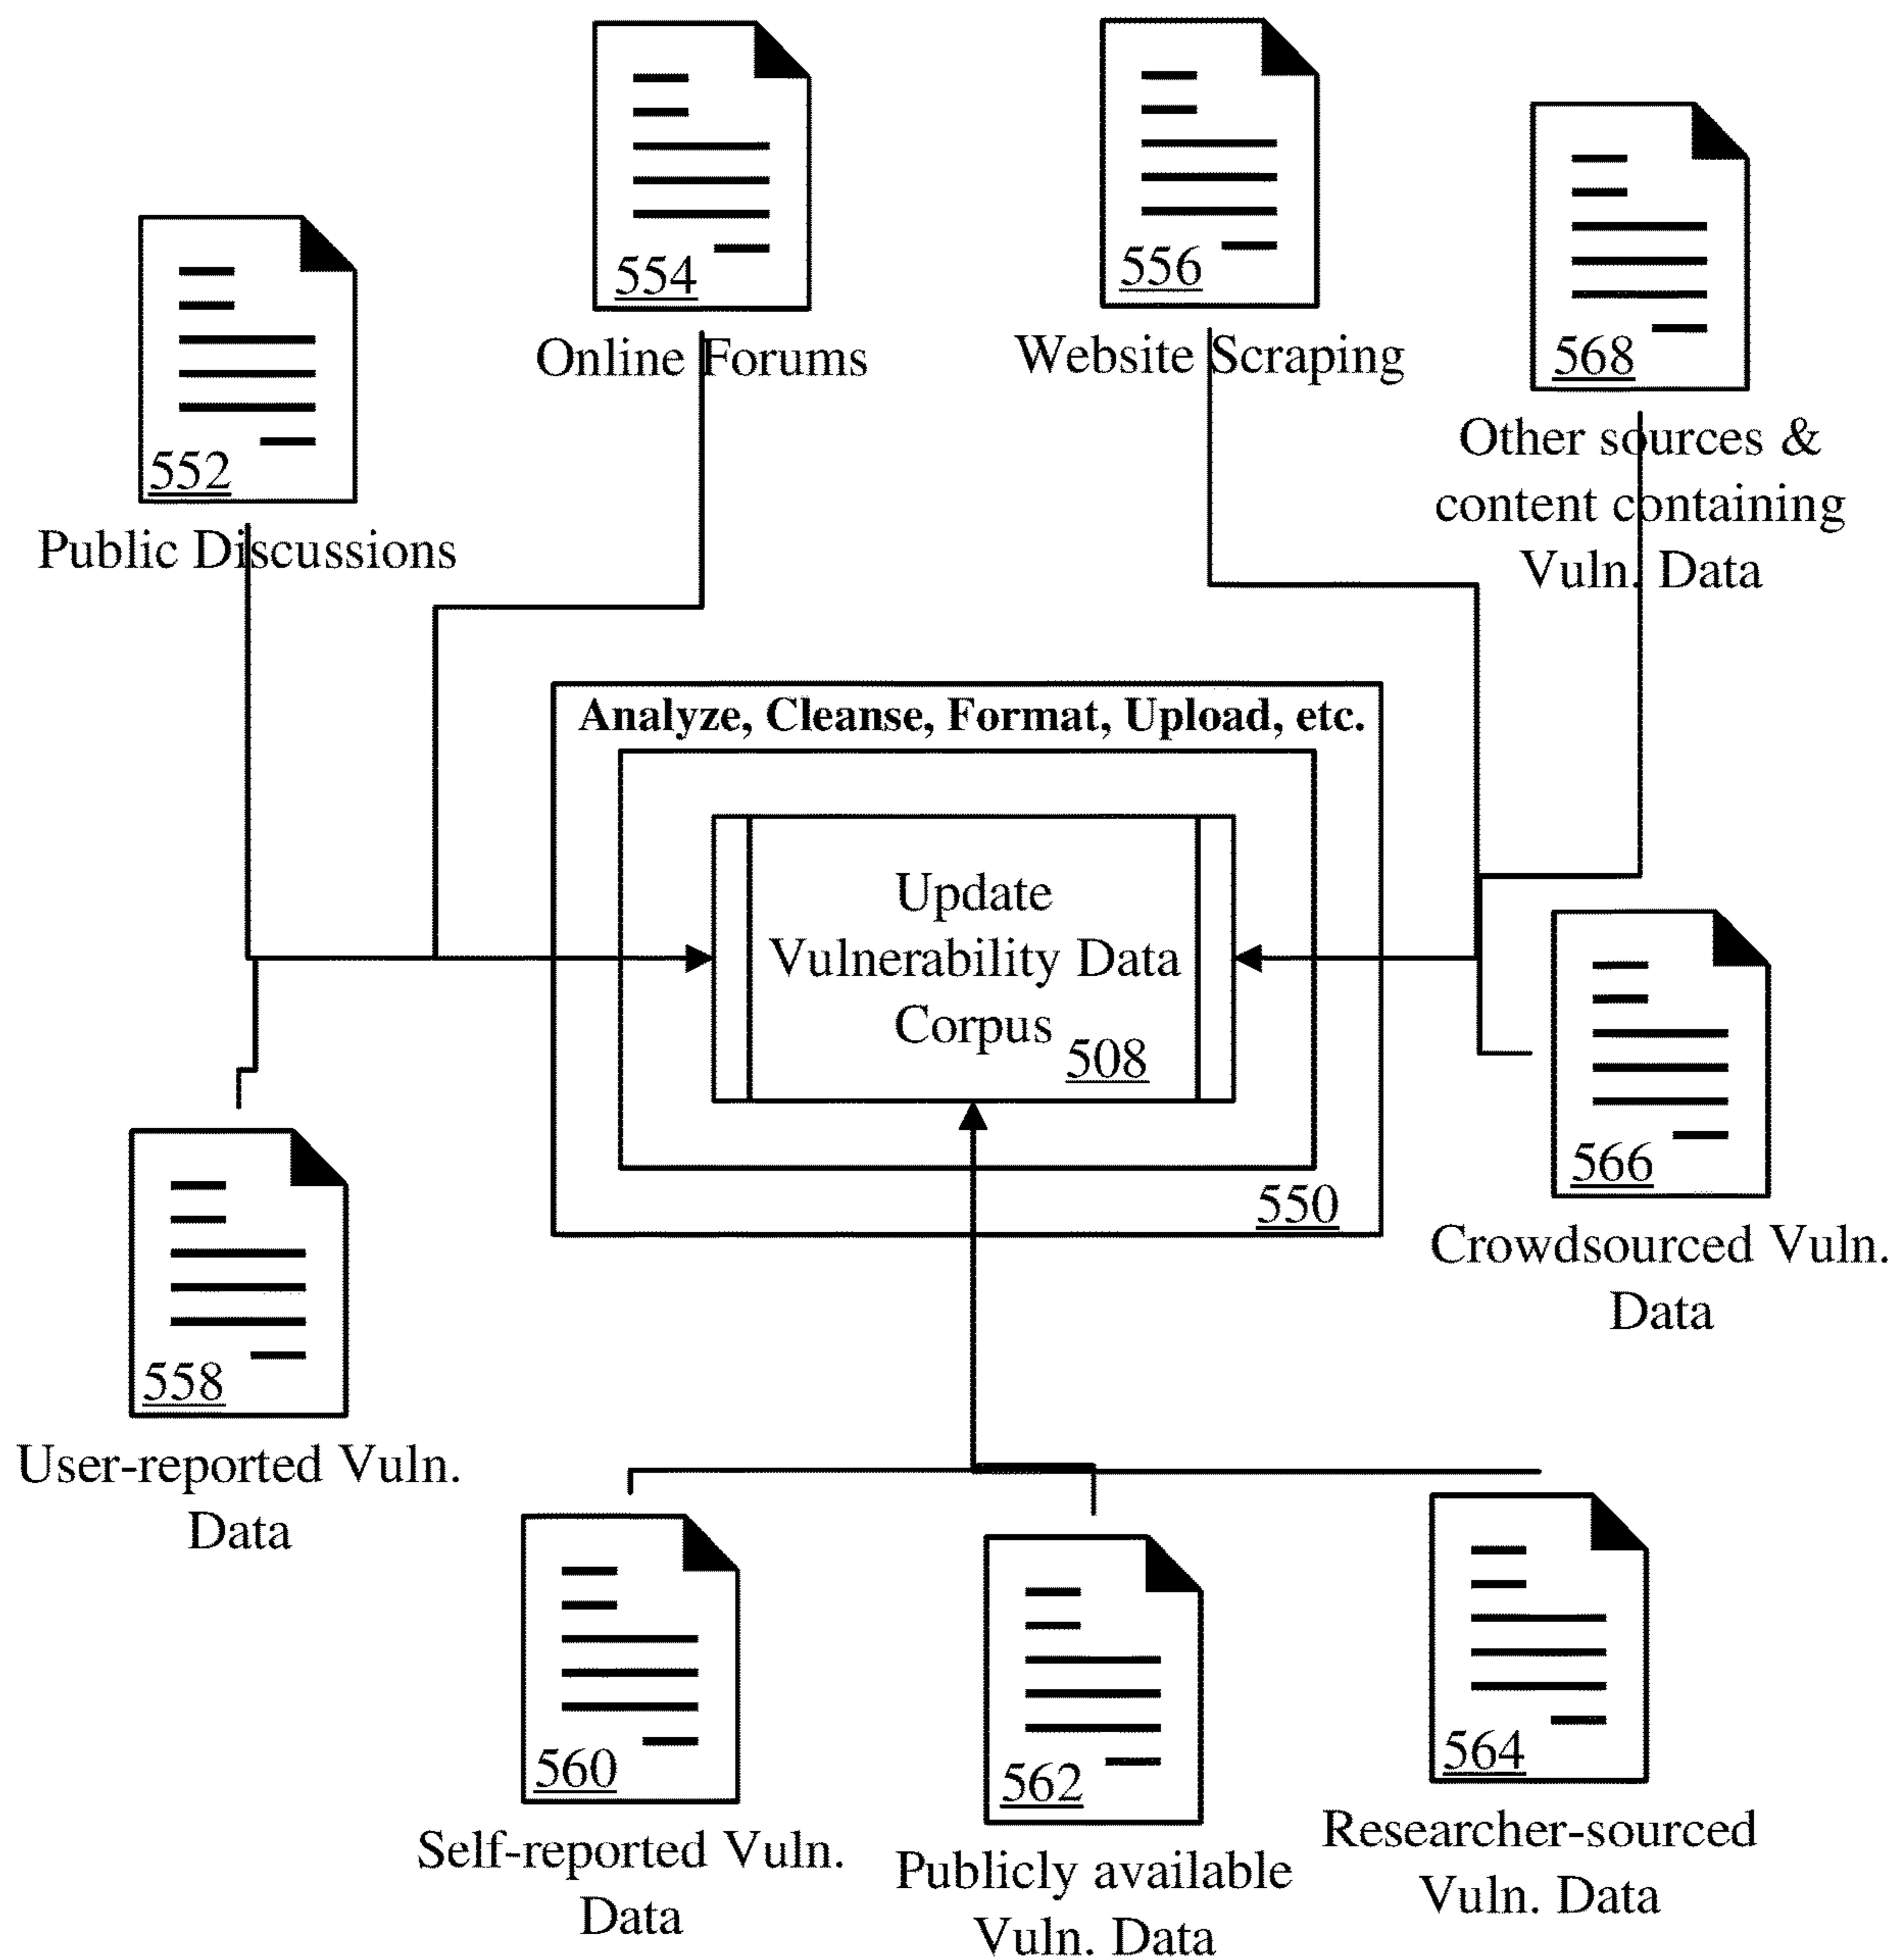 554
Online Forums
556
Website Scraping
568
Other sources &
content containing
Vuln. Data
552
Public Discussions
Analyze, Cleanse, Format, Upload, etc.
Update
Vulnerability Data
Corpus
508
550
566
Crowdsourced Vuln.
Data
558
User-reported Vuln.
Data
560
Self-reported Vuln.
Data
562
Publicly available
Vuln. Data
564
Researcher-sourced
Vuln. Data